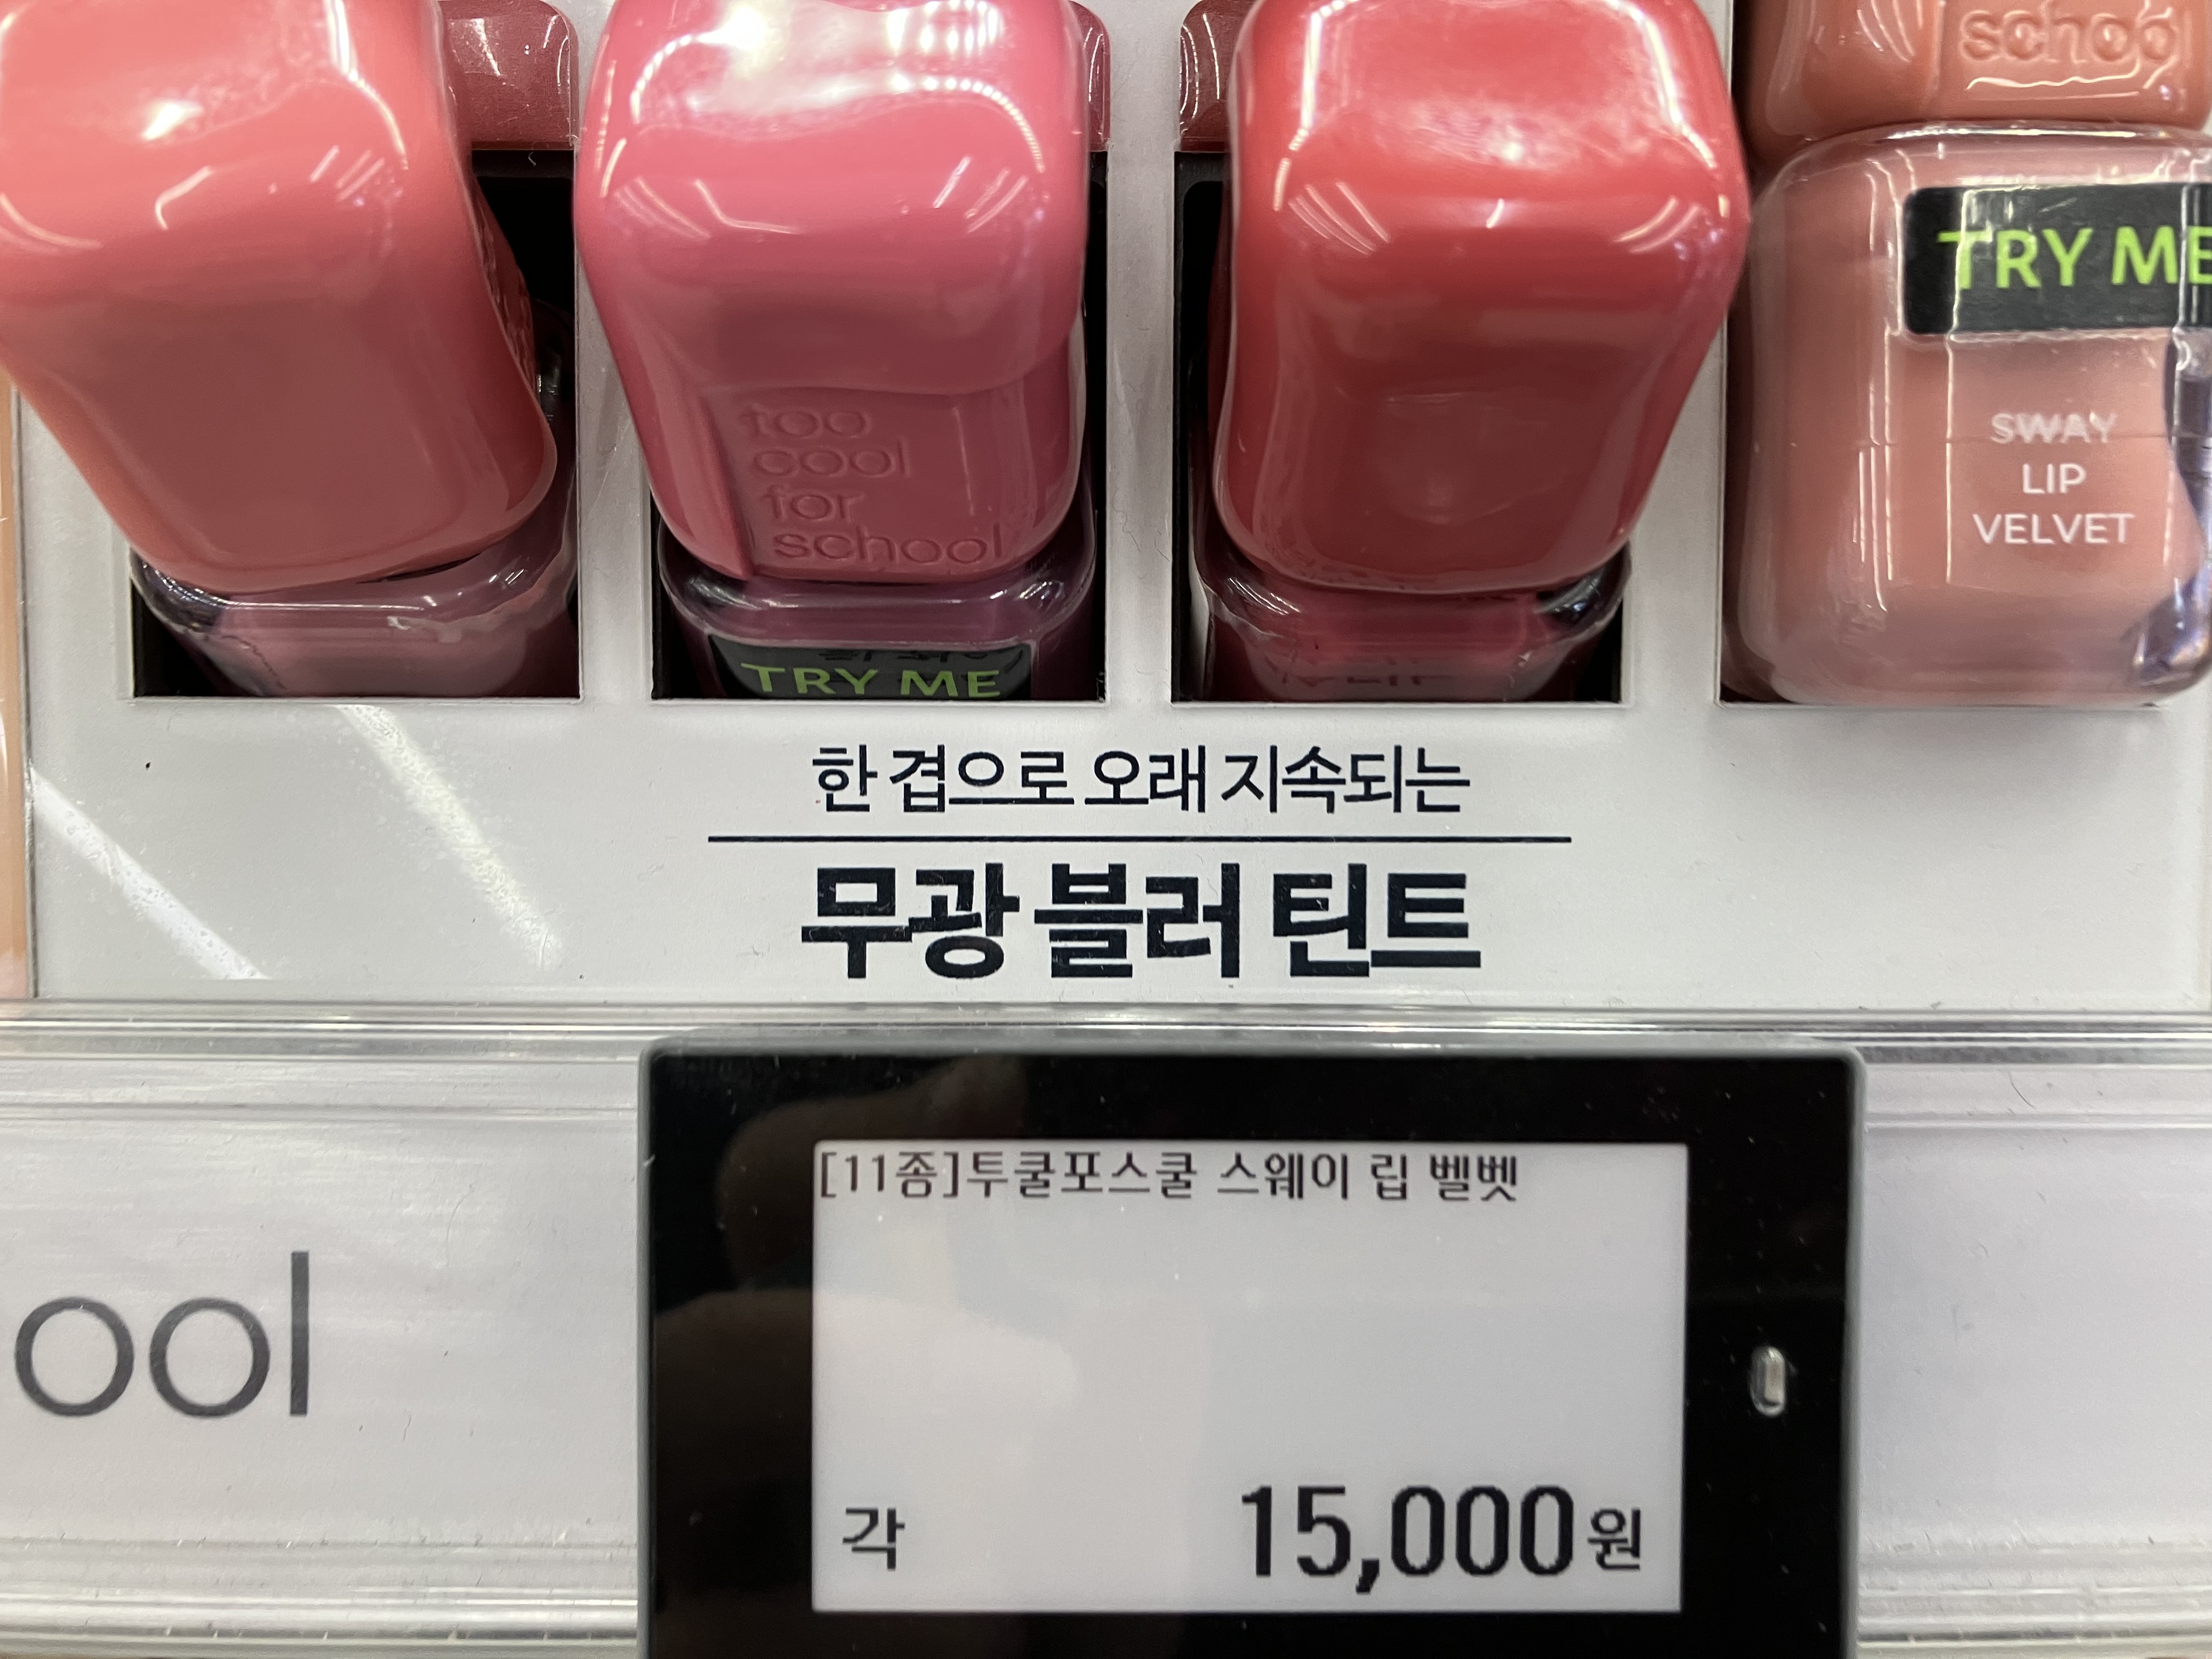 school
TRY ME
SWAY
LIP
VELVET
too
cool
for
school
TRY ME
한 겹으로 오래 지속되는
무광 블러 틴트
[11종]투쿨포스쿨 스웨이 립 벨벳
각 15,000원
ool